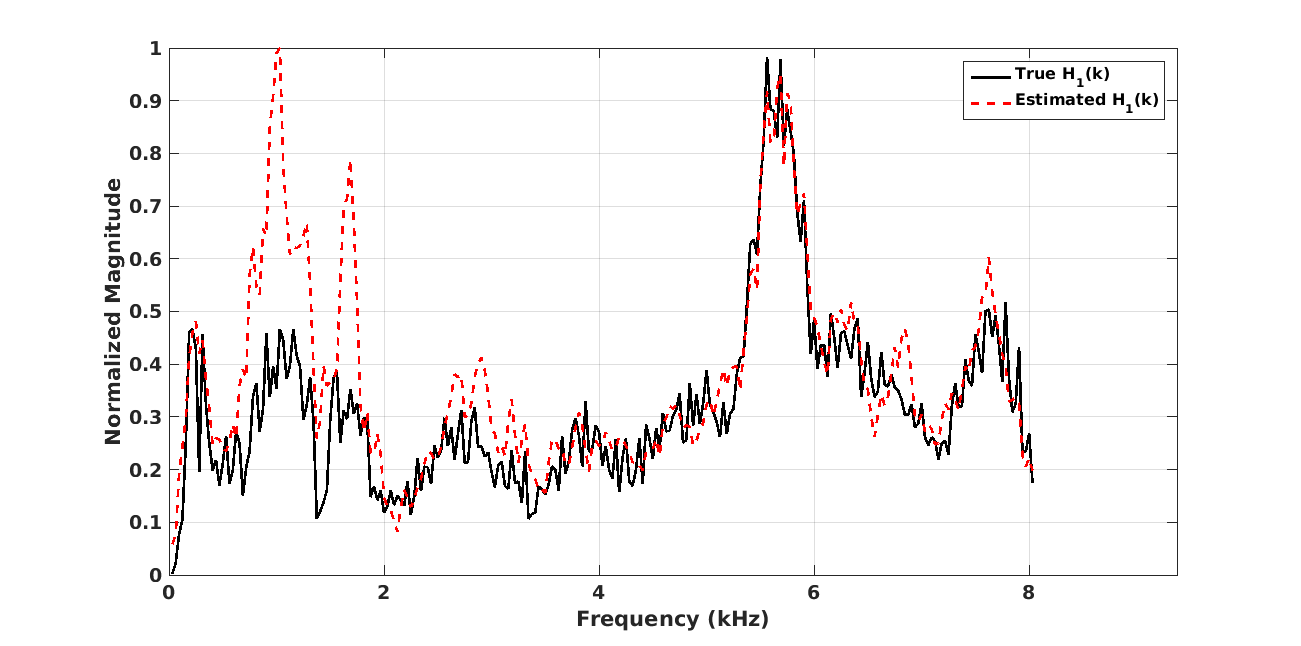 True H1(k)
Estimated H1(k)
Normalized Magnitude
1
0.9
0.8
0.7
0.6
0.5
0.4
0.3
0.2
0.1
0
0 2 4 6 8
Frequency (kHz)